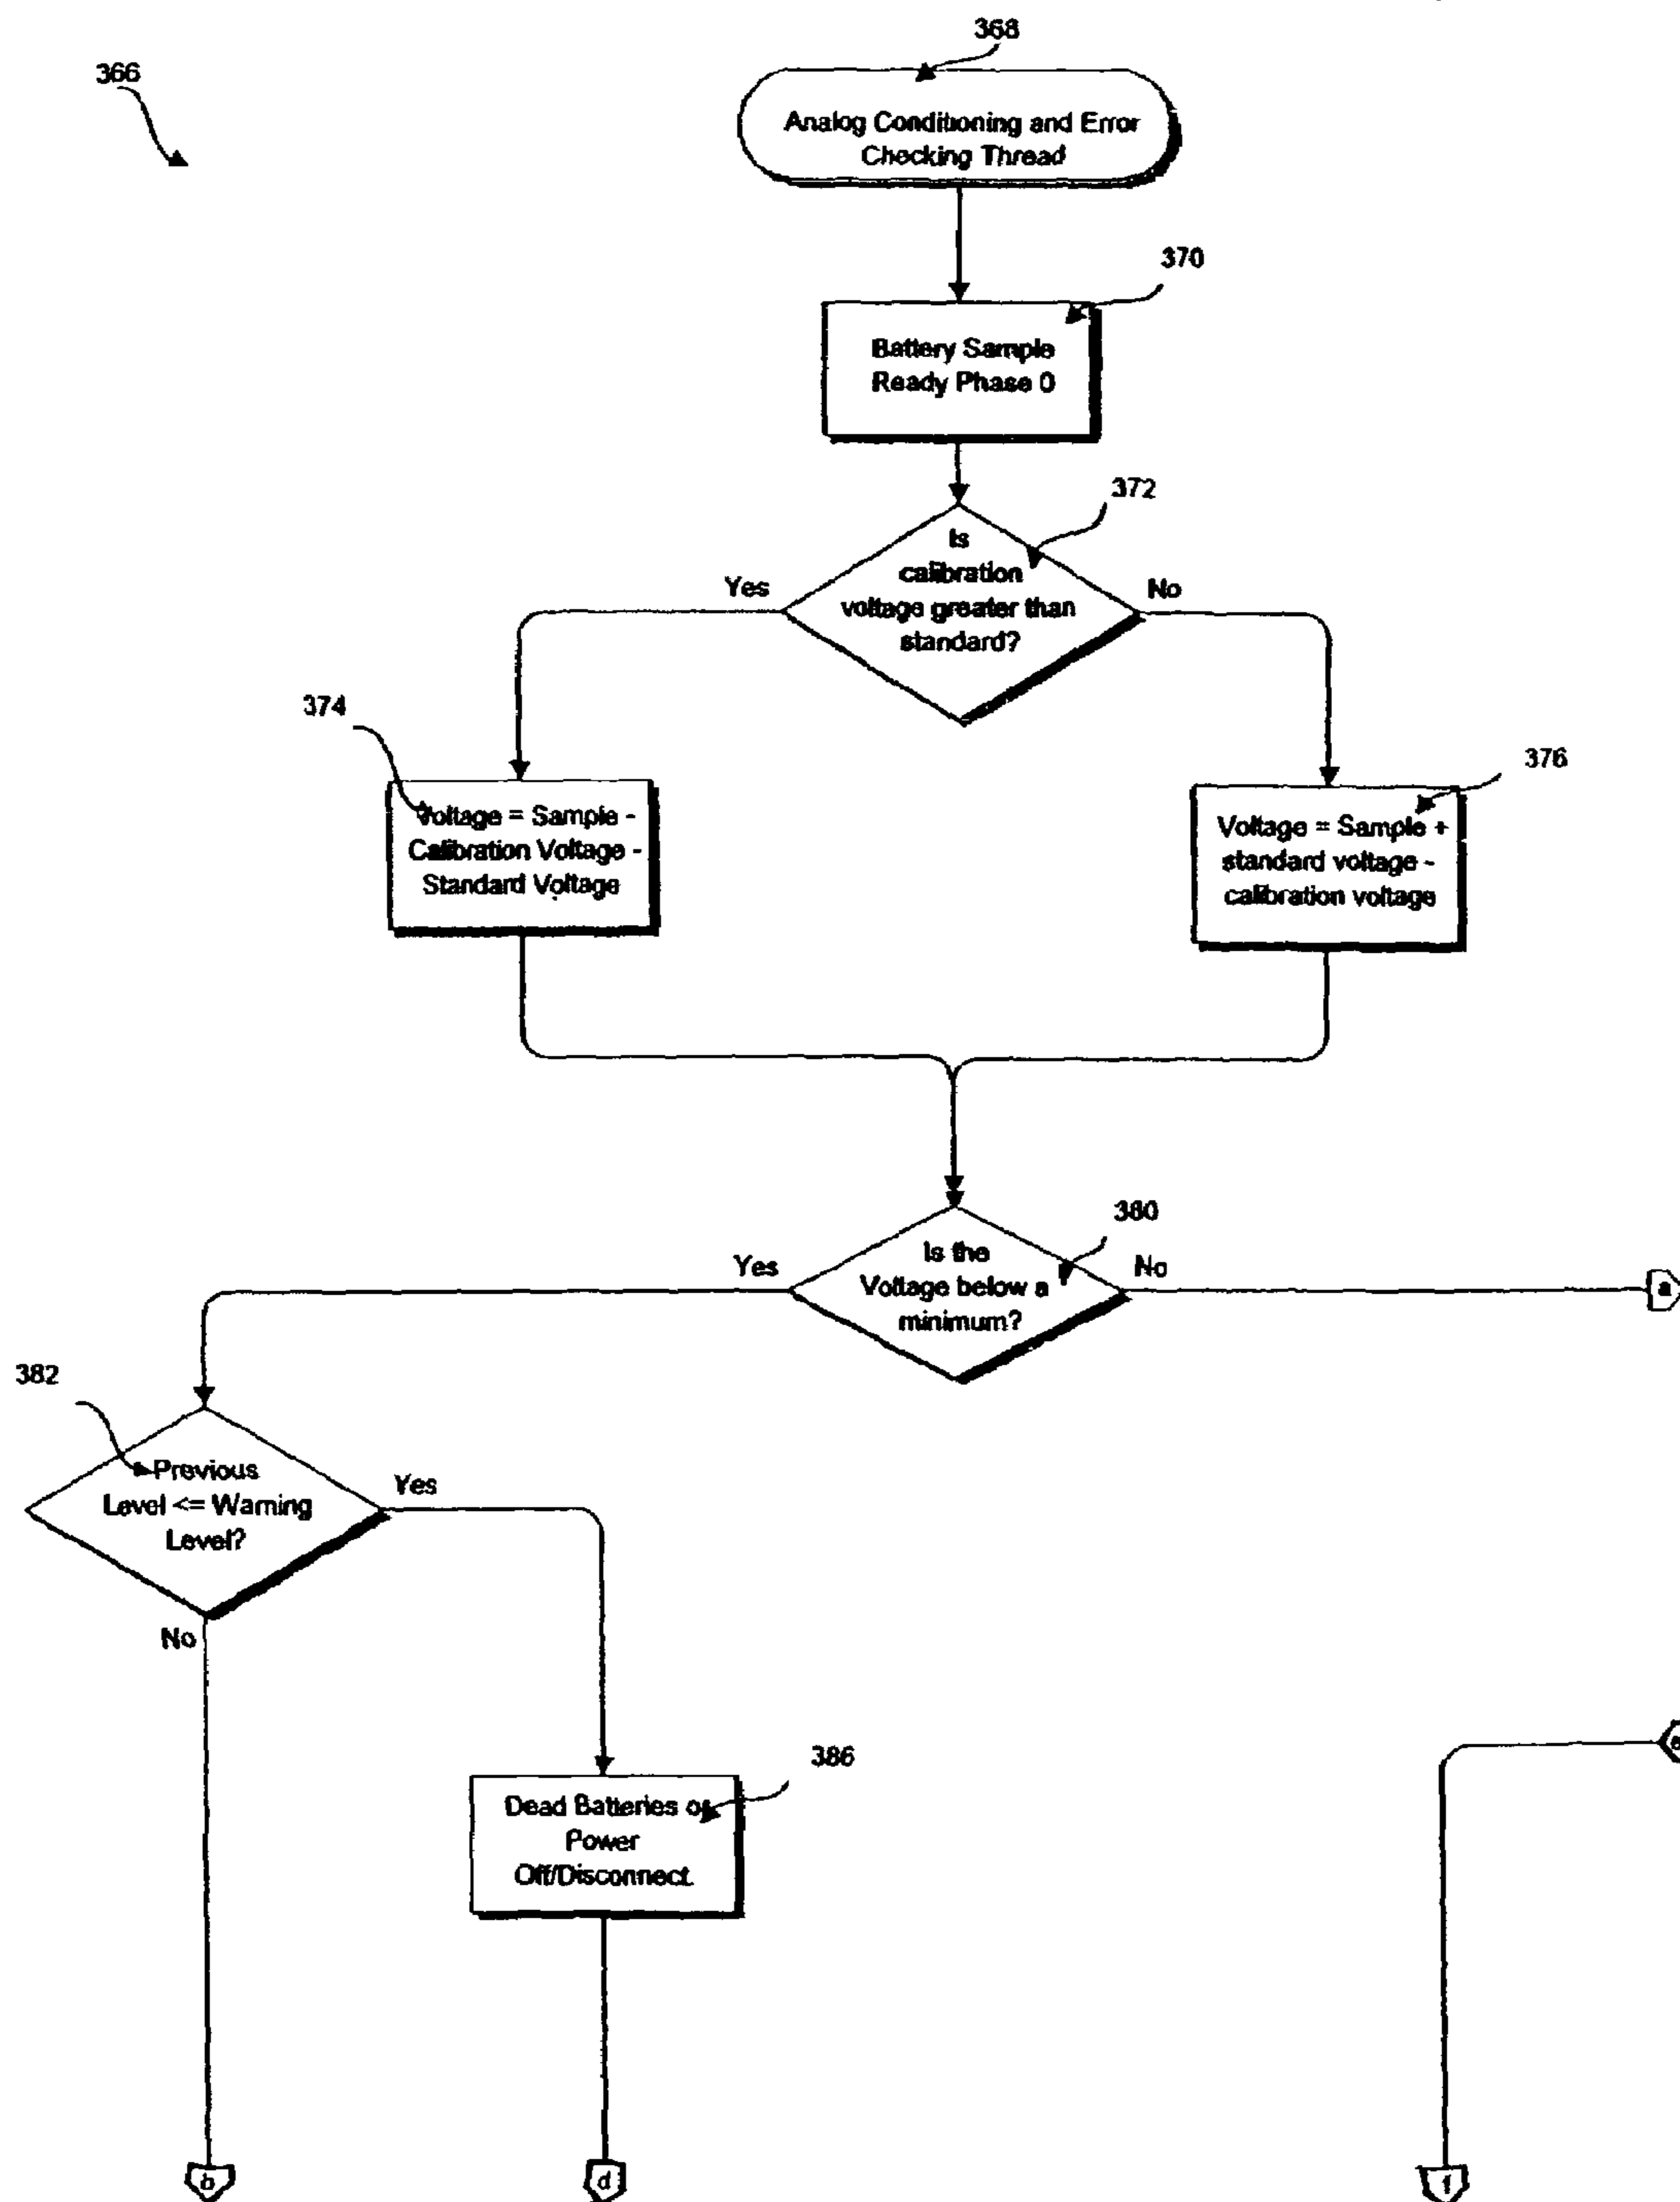 368
366
Analog Conditioning and Error
Checking Thread
370
Battery Sample
Ready Phase 0
372
Is
calibration
voltage greater than
standard?
Yes
No
374
Voltage = Sample -
Calibration Voltage -
Standard Voltage
376
Voltage = Sample +
standard voltage -
calibration voltage
380
Is the
Voltage below a
minimum?
Yes
No
a
382
Previous
Level <= Warning
Level?
Yes
No
386
Dead Batteries or
Power
Off/Disconnect.
b
d
f